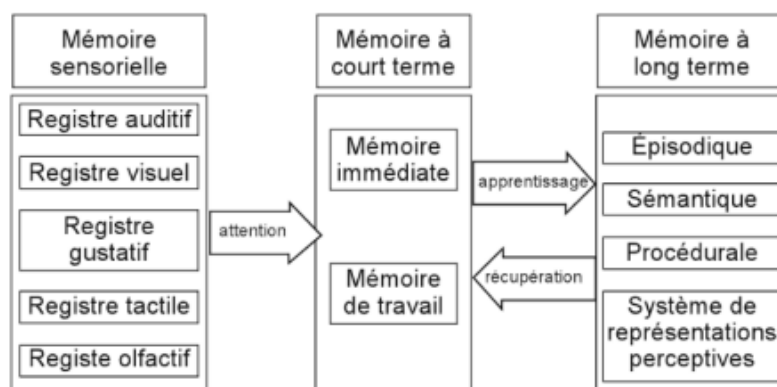 Mémoire
sensorielle
Registre auditif
Registre visuel
Registre
gustatif
Registre tactile
Registe olfactif
attention
Mémoire à
court terme
Mémoire
immédiate
Mémoire
de travail
apprentissage
récupération
Mémoire à
long terme
Épisodique
Sémantique
Procédurale
Système de
représentations
perceptives